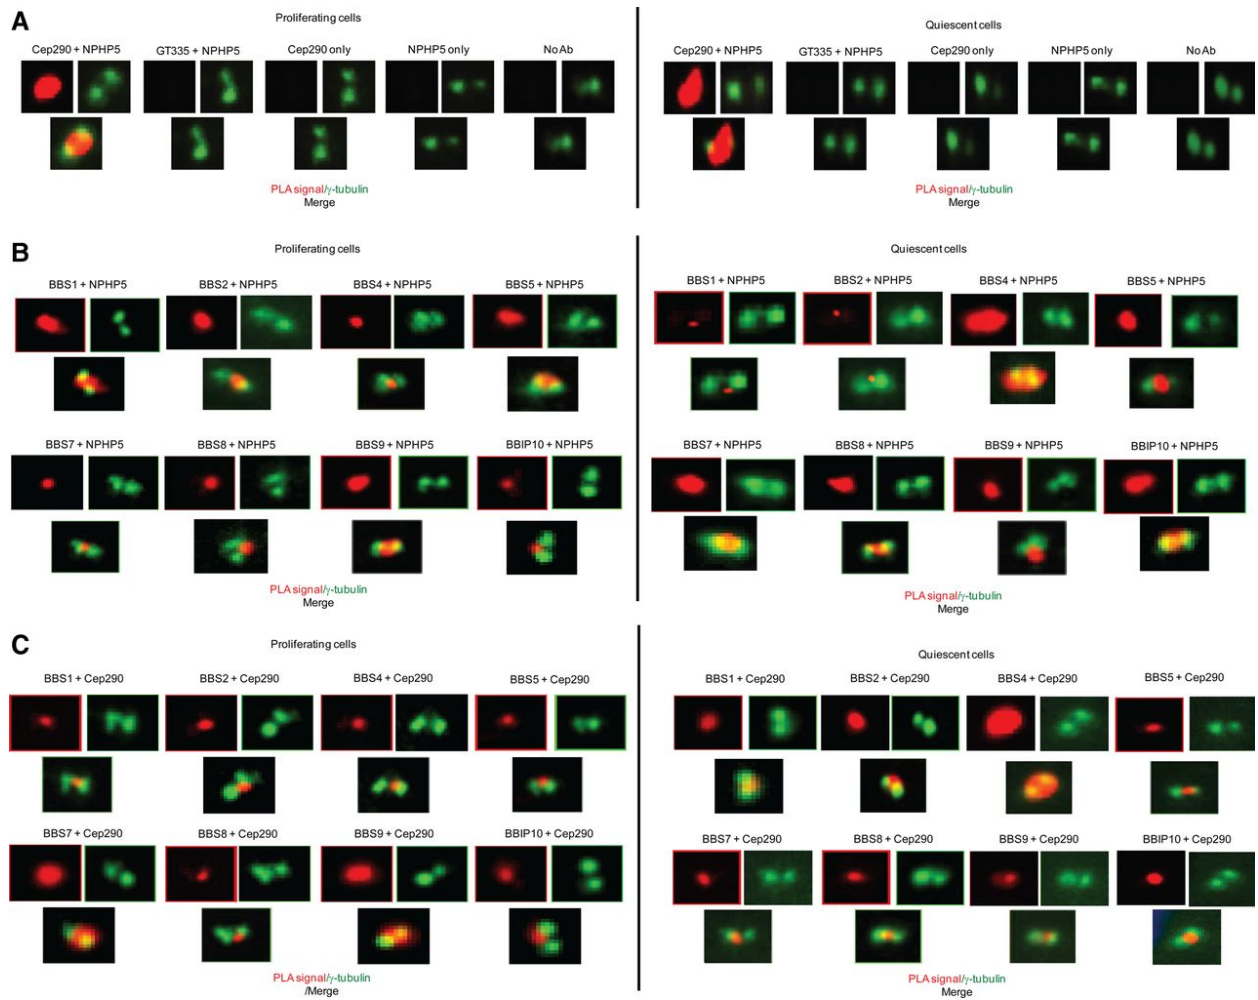 A
Proliferating cells
Cep290 + NPHP5 GT335 + NPHP5 Cep290 only NPHP5 only No Ab
PLA signal/γ-tubulin
Merge
Quiescent cells
Cep290 + NPHP5 GT335 + NPHP5 Cep290 only NPHP5 only No Ab
PLA signal/γ-tubulin
Merge
B
Proliferating cells
BBS1 + NPHP5 BBS2 + NPHP5 BBS4 + NPHP5 BBS5 + NPHP5
BBS7 + NPHP5 BBS8 + NPHP5 BBS9 + NPHP5 BBIP10 + NPHP5
PLA signal/γ-tubulin
Merge
Quiescent cells
BBS1 + NPHP5 BBS2 + NPHP5 BBS4 + NPHP5 BBS5 + NPHP5
BBS7 + NPHP5 BBS8 + NPHP5 BBS9 + NPHP5 BBIP10 + NPHP5
PLA signal/γ-tubulin
Merge
C
Proliferating cells
BBS1 + Cep290 BBS2 + Cep290 BBS4 + Cep290 BBS5 + Cep290
BBS7 + Cep290 BBS8 + Cep290 BBS9 + Cep290 BBIP10 + Cep290
PLA signal/γ-tubulin
/Merge
Quiescent cells
BBS1 + Cep290 BBS2 + Cep290 BBS4 + Cep290 BBS5 + Cep290
BBS7 + Cep290 BBS8 + Cep290 BBS9 + Cep290 BBIP10 + Cep290
PLA signal/γ-tubulin
Merge